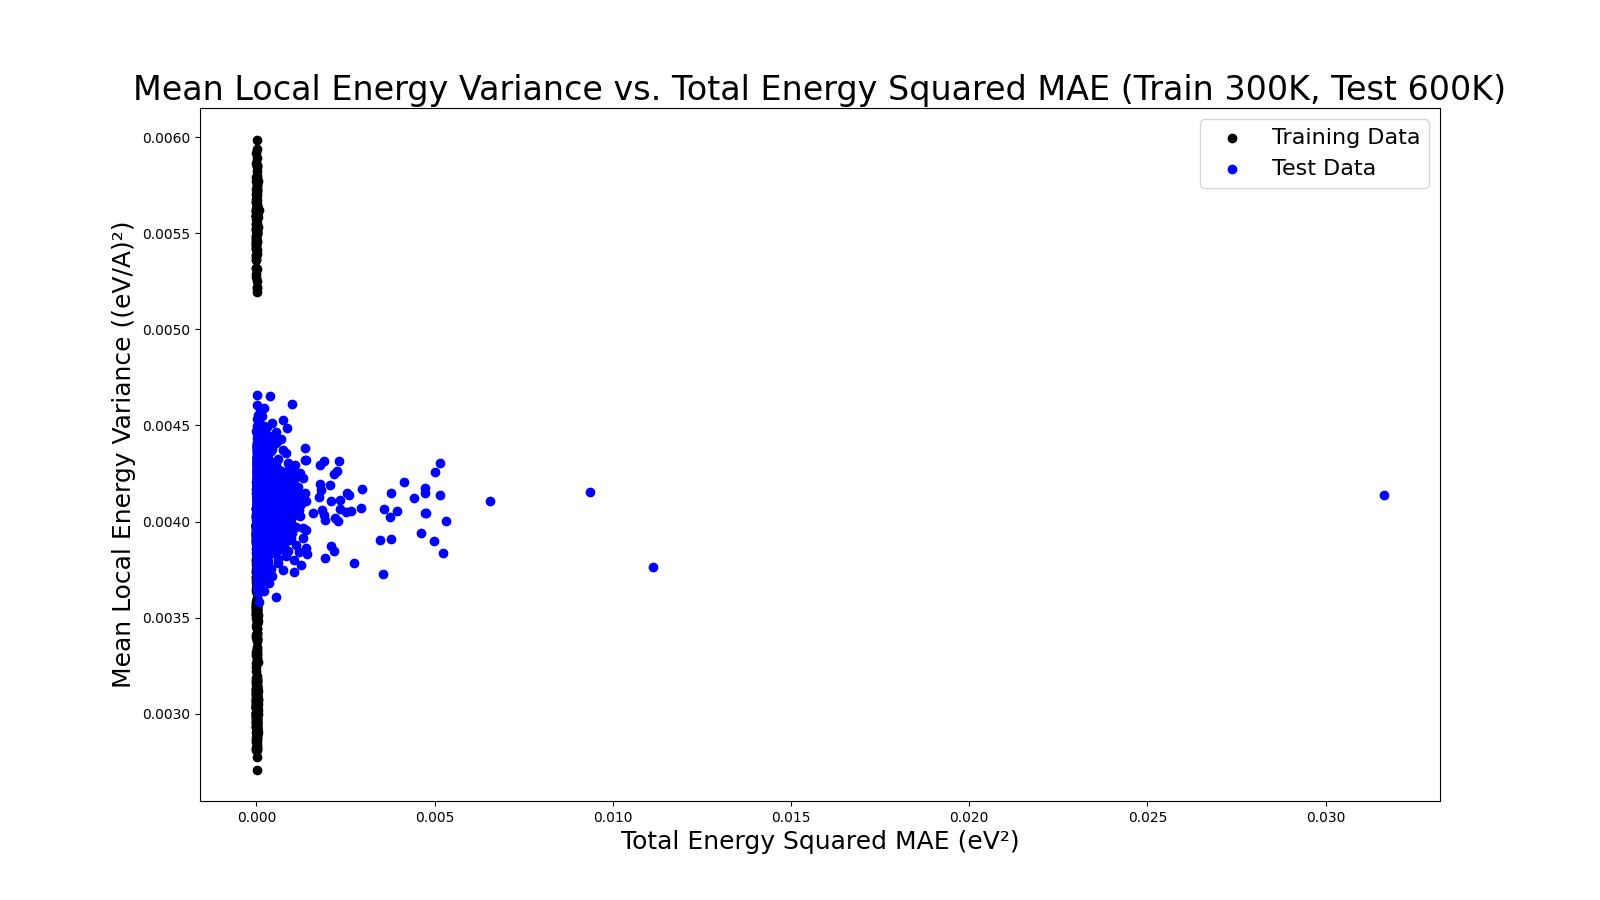 Mean Local Energy Variance vs. Total Energy Squared MAE (Train 300K, Test 600K)
Training Data
Test Data
Mean Local Energy Variance ((eV/A)²)
0.0060
0.0055
0.0050
0.0045
0.0040
0.0035
0.0030
0.000 0.005 0.010 0.015 0.020 0.025 0.030
Total Energy Squared MAE (eV²)